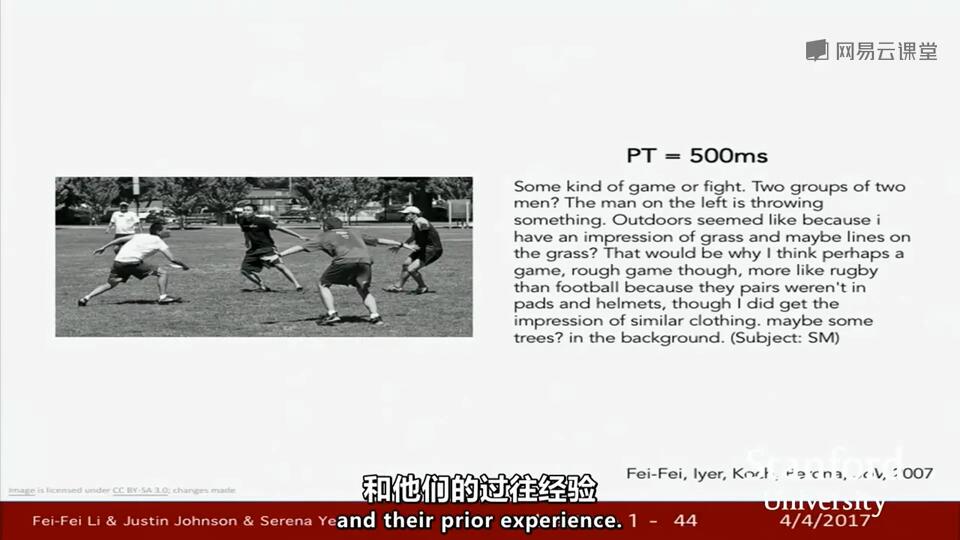 网易云课堂
PT = 500ms
Some kind of game or fight. Two groups of two
men? The man on the left is throwing
something. Outdoors seemed like because i
have an impression of grass and maybe lines on
the grass? That would be why I think perhaps a
game, rough game though, more like rugby
than football because they pairs weren't in
pads and helmets, though I did get the
impression of similar clothing. maybe some
trees? in the background. (Subject: SM)
Fei-Fei, Iyer, Koch, Perona, JoV, 2007
Stanford
University
Image is licensed under CC BY-SA 3.0; changes made
和他们的过往经验
and their prior experience.
Fei-Fei Li & Justin Johnson & Serena Ye
1 - 44
4/4/2017